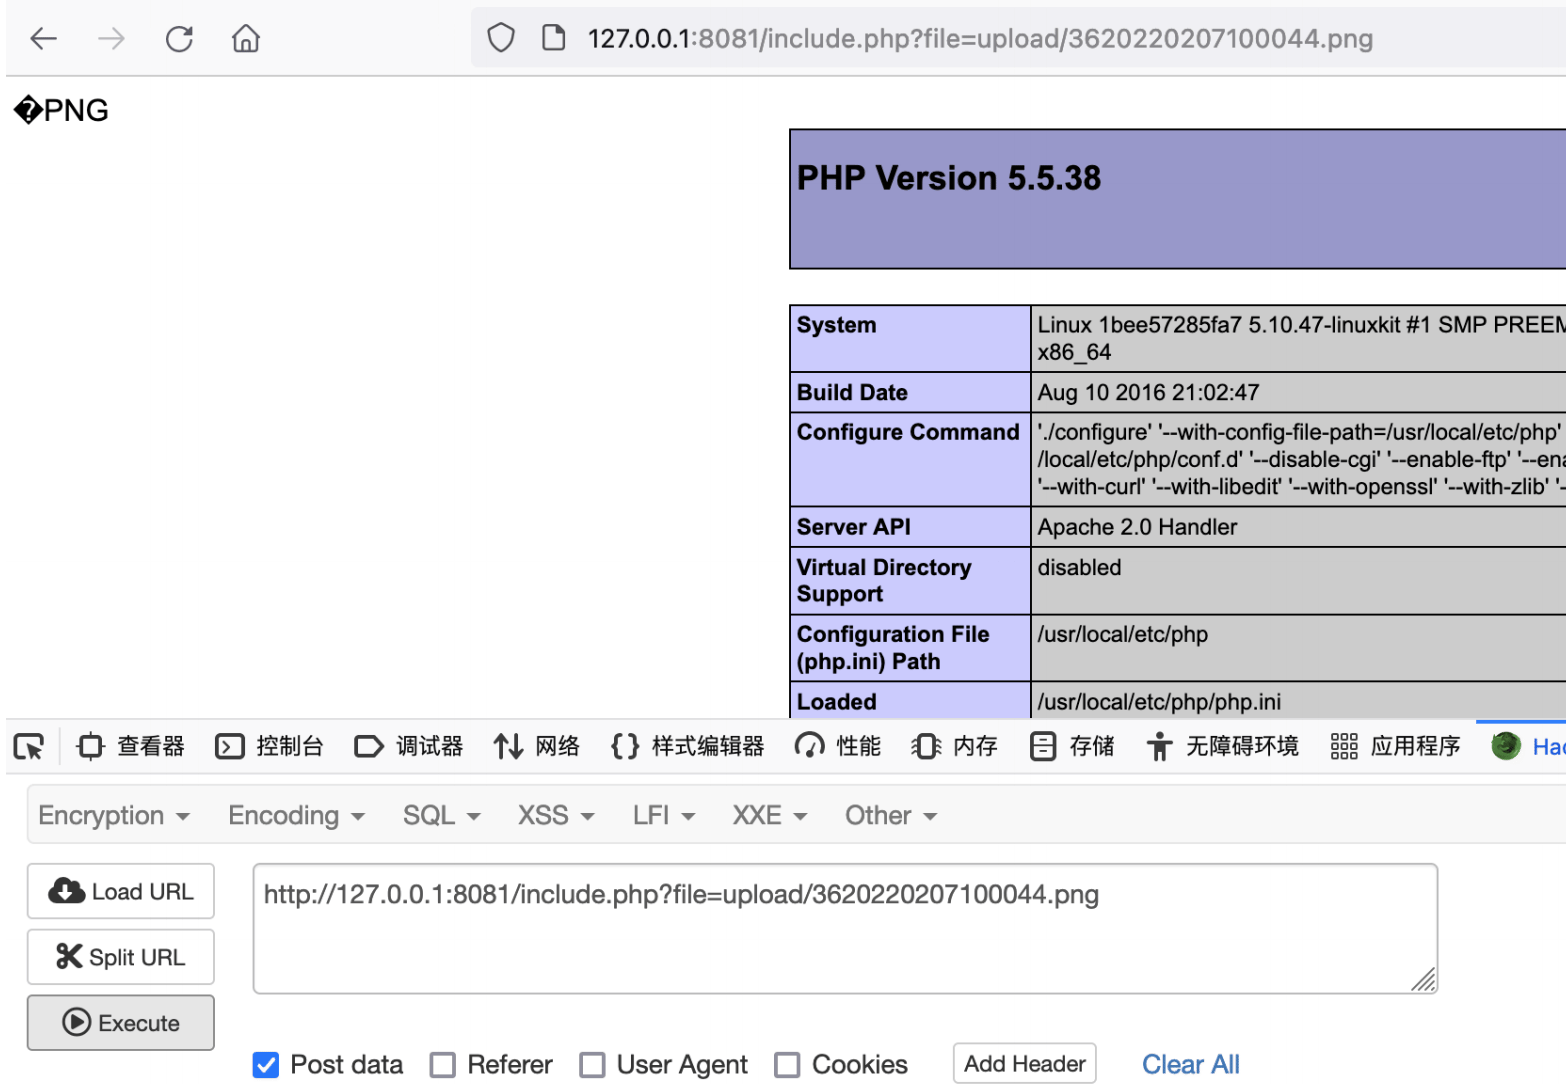 127.0.0.1:8081/include.php?file=upload/3620220207100044.png
�PNG
PHP Version 5.5.38
System
Linux 1bee57285fa7 5.10.47-linuxkit #1 SMP
x86_64
Build Date
Aug 10 2016 21:02:47
Configure Command
'./configure' '--with-config-file-path=/usr/local/etc/php'
/local/etc/php/conf.d' '--disable-cgi' '--enable-ftp'
'--with-curl' '--with-libedit' '--with-openssl' '--with-zlib'
Server API
Apache 2.0 Handler
Virtual Directory
Support
disabled
Configuration File
(php.ini) Path
/usr/local/etc/php
Loaded
/usr/local/etc/php/php.ini
查看器 控制台 调试器 网络 样式编辑器 性能 内存 存储 无障碍环境 应用程序
Encryption Encoding SQL XSS LFI XXE Other
Load URL
http://127.0.0.1:8081/include.php?file=upload/3620220207100044.png
Split URL
Execute
Post data Referer User Agent Cookies Add Header Clear All